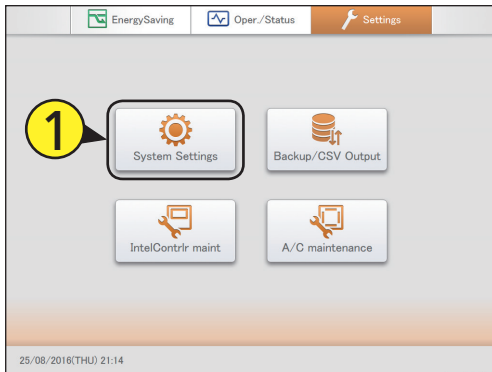 EnergySaving Oper./Status Settings
1
System Settings Backup/CSV Output
IntelContrlr maint A/C maintenance
25/08/2016(THU) 21:14